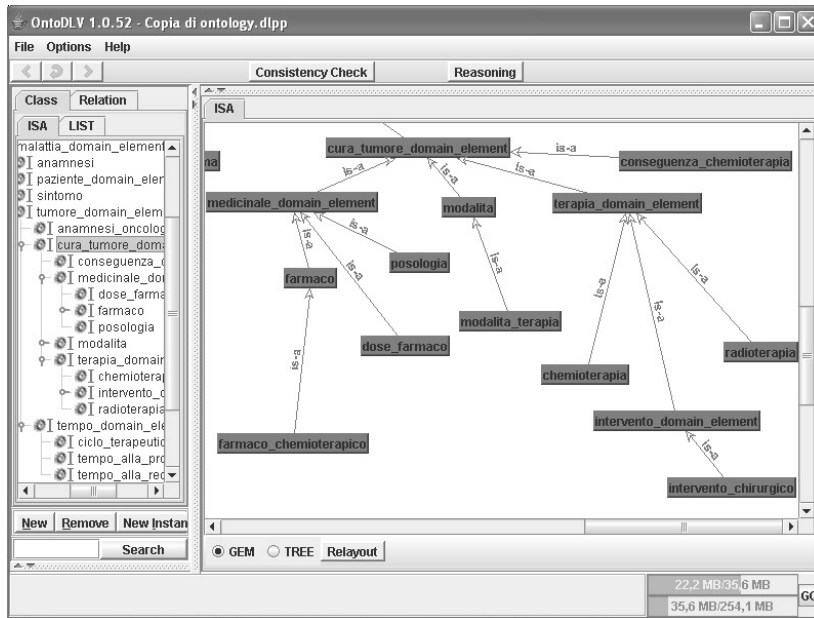 OntoDLV 1.0.52 - Copia di ontology.dlpp
File Options Help
Consistency Check Reasoning
Class Relation
ISA LIST
malattia_domain_element
anamnesi
paziente_domain_eler
sintomo
tumore_domain_elem
anamnesi_oncolog
cura_tumore_doma
conseguenza_c
medicinale_doi
dose_farma
farmaco
posologia
modalita
terapia_domain
chemioterap
intervento_c
radioterapia
tempo_domain_ele
ciclo_terapeutic
tempo_alla_pro
tempo_alla_rec
New Remove New Instan
Search
ISA
ma
cura_tumore_domain_element
is-a
conseguenza_chemioterapia
is-a
is-a
is-a
medicinale_domain_element
modalita
terapia_domain_element
is-a
is-a
is-a
posologia
is-a
farmaco
is-a
is-a
is-a
modalita_terapia
dose_farmaco
radioterapia
is-a
chemioterapia
intervento_domain_element
farmaco_chemioterapico
is-a
intervento_chirurgico
GEM TREE Relayout
22,2 MB/35,6 MB
35,6 MB/254,1 MB
GC